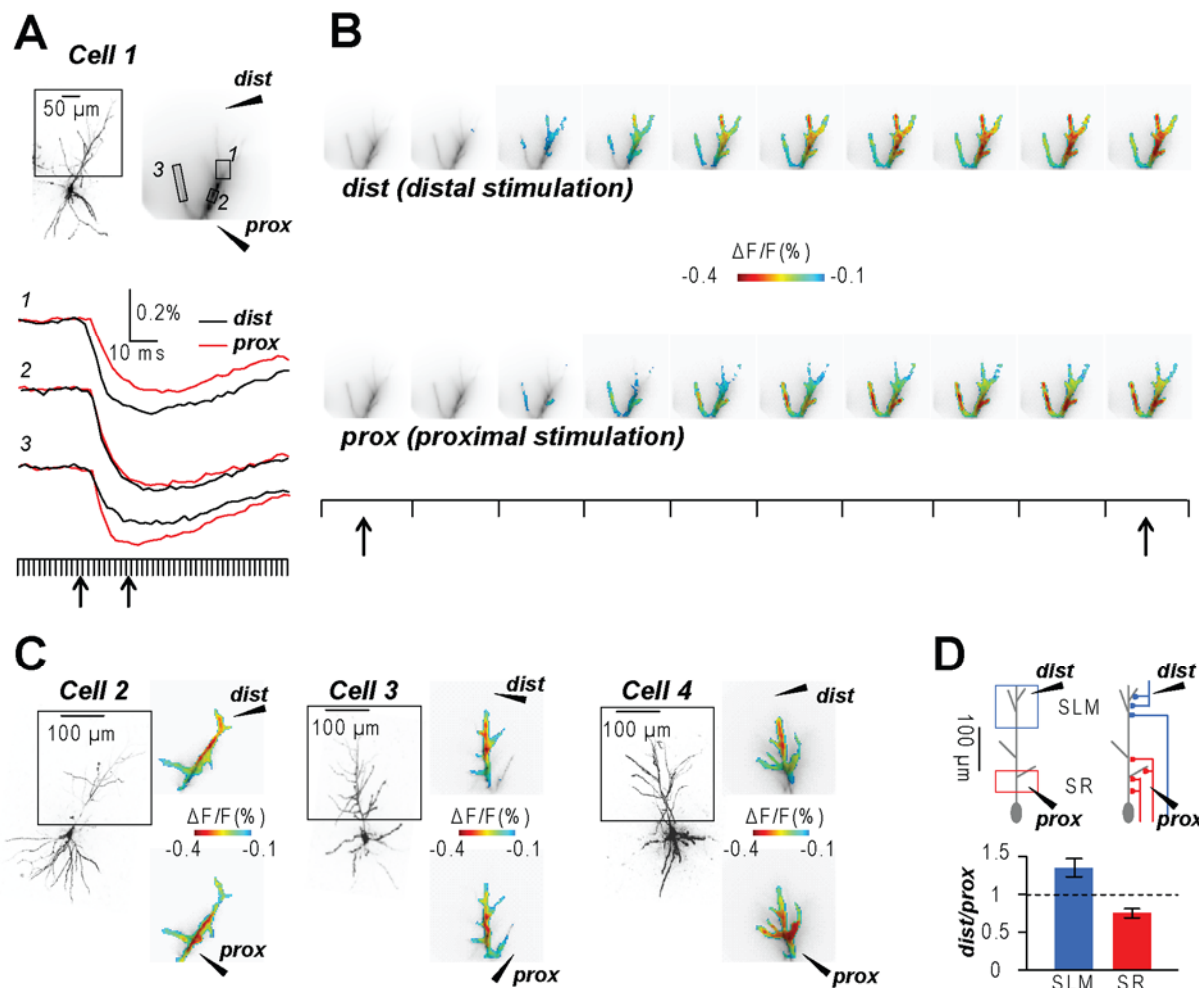 A
Cell 1
50 µm
dist
3
1
2
prox
1
0.2%
10 ms
dist
prox
2
3
B
dist (distal stimulation)
ΔF/F(%)
-0.4
-0.1
prox (proximal stimulation)
C
Cell 2
100 µm
dist
ΔF/F(%)
-0.4 -0.1
prox
Cell 3
100 µm
dist
ΔF/F(%)
-0.4 -0.1
prox
Cell 4
100 µm
dist
ΔF/F(%)
-0.4 -0.1
prox
D
dist
SLM
dist
100 µm
SR
prox
prox
dist/prox
1.5
1
0.5
0
SLM SR